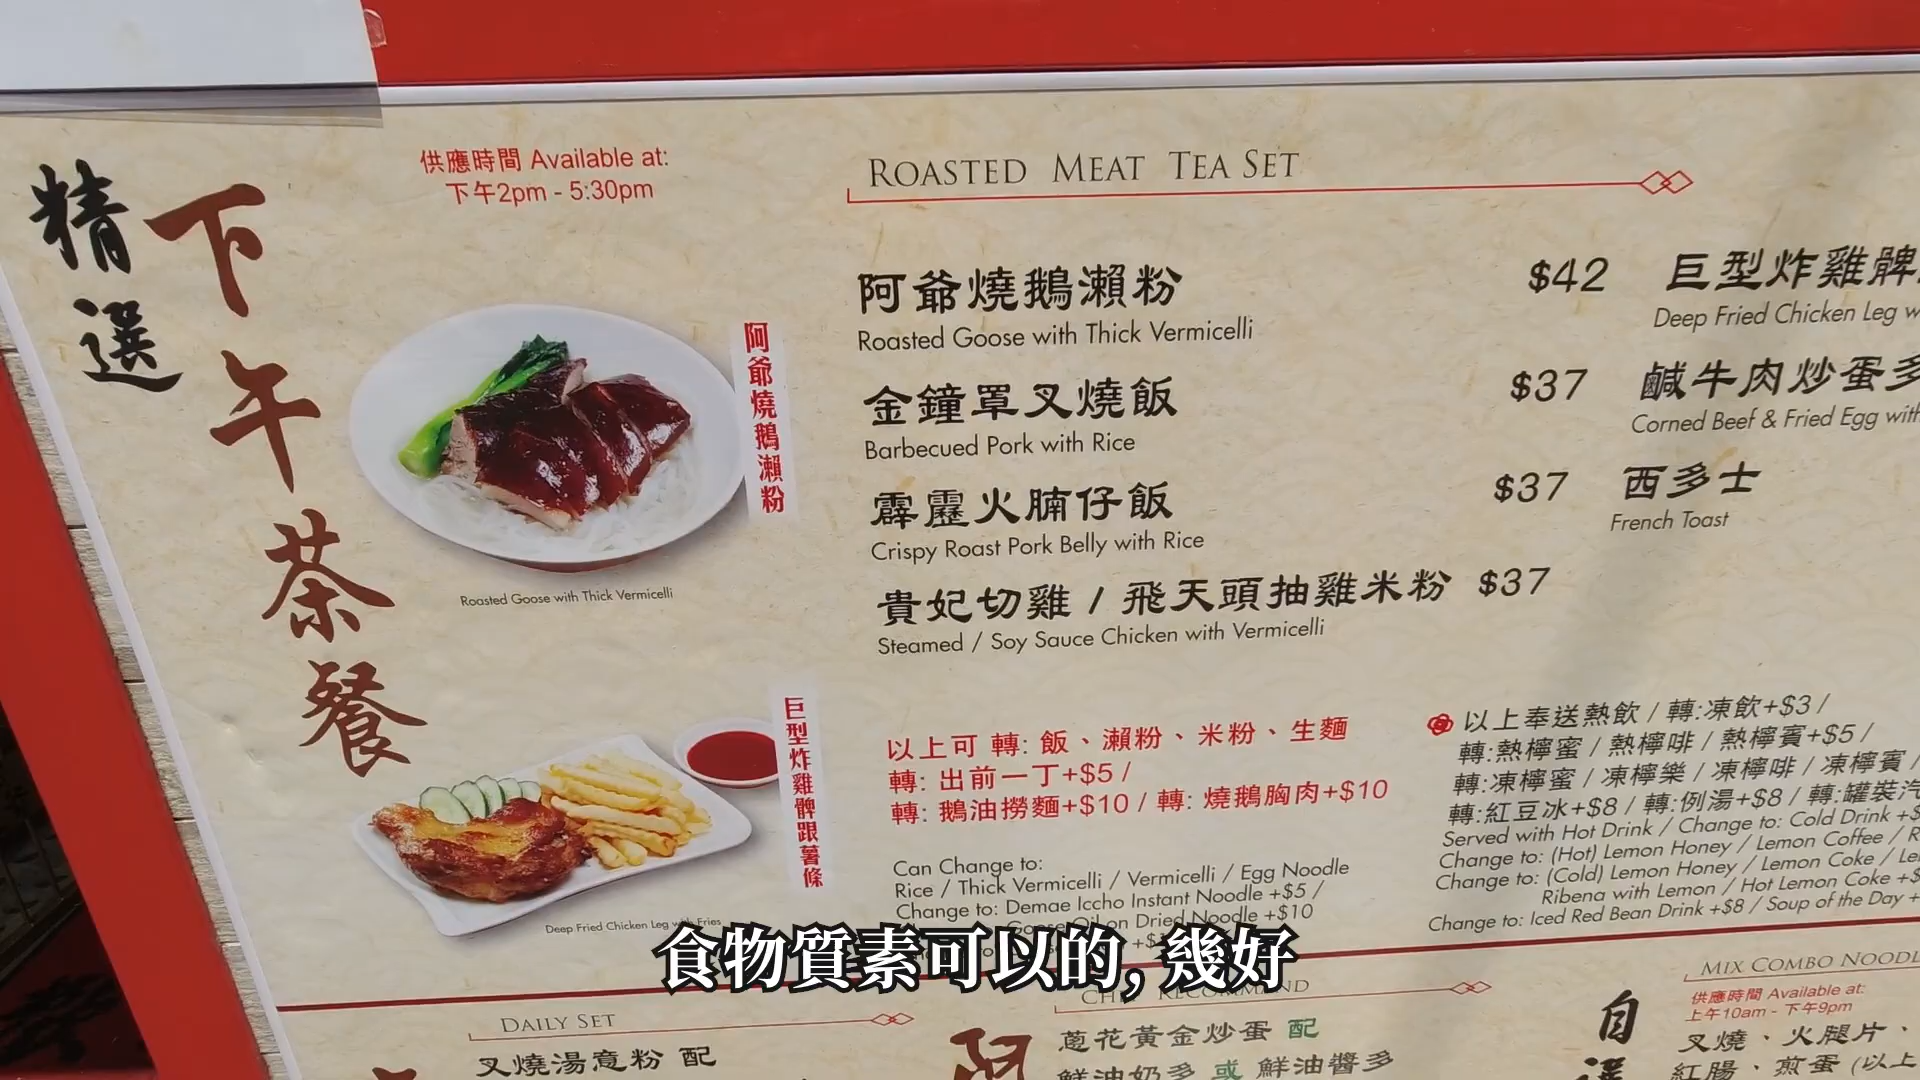 精選
下午茶餐
供應時間 Available at:
下午2pm - 5:30pm
阿爺燒鵝瀨粉
Roasted Goose with Thick Vermicelli
巨型炸雞髀跟薯條
Deep Fried Chicken Leg with Fries
ROASTED MEAT TEA SET
阿爺燒鵝瀨粉 $42
Roasted Goose with Thick Vermicelli
金鐘罩叉燒飯 $37
Barbecued Pork with Rice
霹靂火腩仔飯 $37
Crispy Roast Pork Belly with Rice
貴妃切雞 / 飛天頭抽雞米粉 $37
Steamed / Soy Sauce Chicken with Vermicelli
巨型炸雞髀
Deep Fried Chicken Leg w
鹹牛肉炒蛋多
Corned Beef & Fried Egg with
西多士
French Toast
以上可 轉: 飯、瀨粉、米粉、生麵
轉: 出前一丁+$5 /
轉: 鵝油撈麵+$10 / 轉: 燒鵝胸肉+$10
Can Change to:
Rice / Thick Vermicelli / Vermicelli / Egg Noodle
Change to: Demae Iccho Instant Noodle +$5 /
Goose Oil on Dried Noodle +$10
以上奉送熱飲 / 轉:凍飲+$3 /
轉:熱檸蜜 / 熱檸啡 / 熱檸賓+$5 /
轉:凍檸蜜 / 凍檸樂 / 凍檸啡 / 凍檸賓 /
轉:紅豆冰+$8 / 轉:例湯+$8 / 轉:罐裝汽
Served with Hot Drink / Change to: Cold Drink +$
Change to: (Hot) Lemon Honey / Lemon Coffee / R
Change to: (Cold) Lemon Honey / Lemon Coke / Le
Ribena with Lemon / Hot Lemon Coke +$
Change to: Iced Red Bean Drink +$8 / Soup of the Day +
食物質素可以的, 幾好
DAILY SET
叉燒湯意粉 配
CHEF RECOMMEND
蔥花黃金炒蛋 配
鮮油奶多 或 鮮油醬多
自選
MIX COMBO NOODL
供應時間 Available at:
上午10am - 下午9pm
叉燒、火腿片、
紅腸、煎蛋 (以上